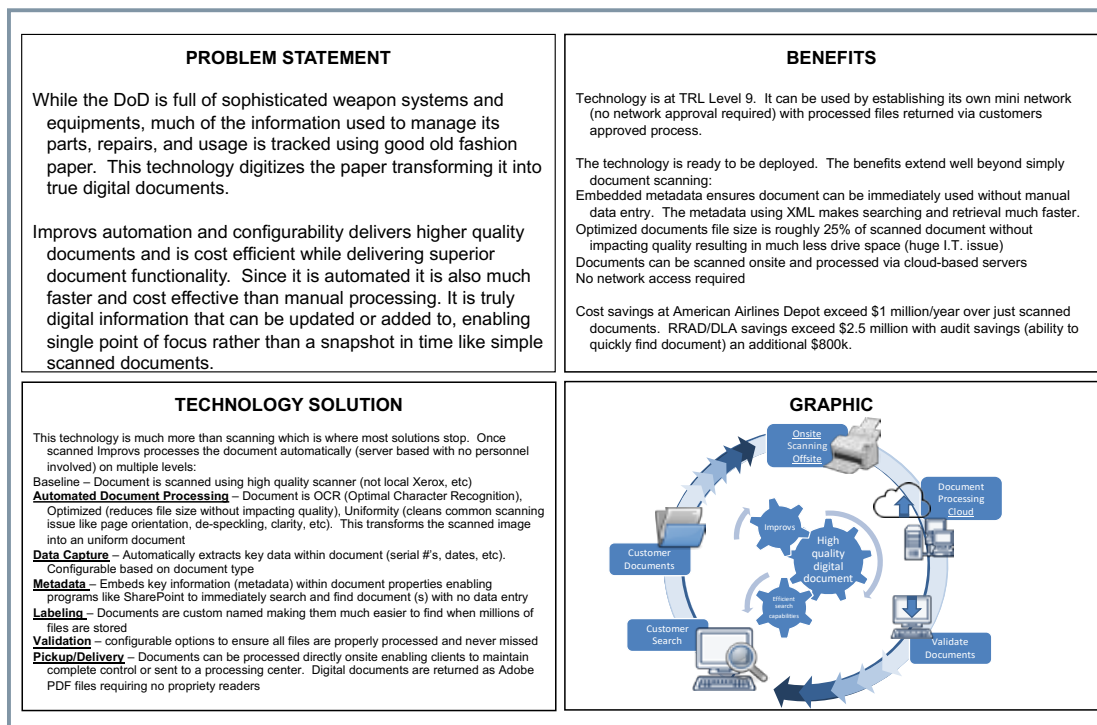 PROBLEM STATEMENT
While the DoD is full of sophisticated weapon systems and
equipments, much of the information used to manage its
parts, repairs, and usage is tracked using good old fashion
paper. This technology digitizes the paper transforming it into
true digital documents.
Improvs automation and configurability delivers higher quality
documents and is cost efficient while delivering superior
document functionality. Since it is automated it is also much
faster and cost effective than manual processing. It is truly
digital information that can be updated or added to, enabling
single point of focus rather than a snapshot in time like simple
scanned documents.
BENEFITS
Technology is at TRL Level 9. It can be used by establishing its own mini network
(no network approval required) with processed files returned via customers
approved process.
The technology is ready to be deployed. The benefits extend well beyond simply
document scanning:
Embedded metadata ensures document can be immediately used without manual
data entry. The metadata using XML makes searching and retrieval much faster.
Optimized documents file size is roughly 25% of scanned document without
impacting quality resulting in much less drive space (huge I.T. issue)
Documents can be scanned onsite and processed via cloud-based servers
No network access required
Cost savings at American Airlines Depot exceed $1 million/year over just scanned
documents. RRAD/DLA savings exceed $2.5 million with audit savings (ability to
quickly find document) an additional $800k.
TECHNOLOGY SOLUTION
This technology is much more than scanning which is where most solutions stop. Once
scanned Improvs processes the document automatically (server based with no personnel
involved) on multiple levels:
Baseline – Document is scanned using high quality scanner (not local Xerox, etc)
Automated Document Processing – Document is OCR (Optimal Character Recognition),
Optimized (reduces file size without impacting quality), Uniformity (cleans common scanning
issue like page orientation, de-speckling, clarity, etc). This transforms the scanned image
into an uniform document
Data Capture – Automatically extracts key data within document (serial #'s, dates, etc).
Configurable based on document type
Metadata – Embeds key information (metadata) within document properties enabling
programs like SharePoint to immediately search and find document (s) with no data entry
Labeling – Documents are custom named making them much easier to find when millions of
files are stored
Validation – configurable options to ensure all files are properly processed and never missed
Pickup/Delivery – Documents can be processed directly onsite enabling clients to maintain
complete control or sent to a processing center. Digital documents are returned as Adobe
PDF files requiring no propriety readers
GRAPHIC
Onsite
Scanning
Offsite
Document
Processing
Cloud
Validate
Documents
Customer
Search
Customer
Documents
Improvs
High
quality
digital
document
Efficient
search
capabilities